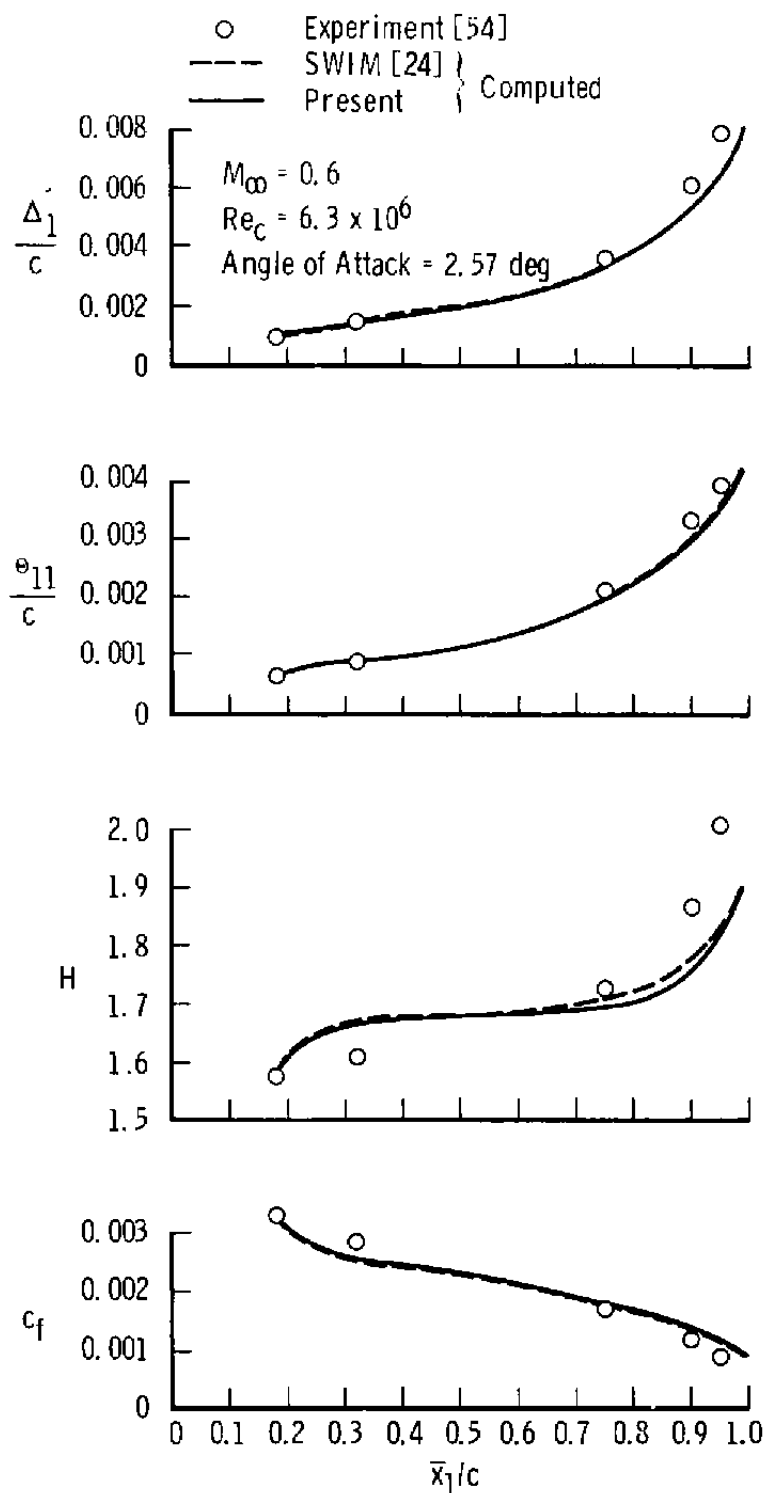 Experiment [54]
SWIM [24]
Present
} Computed
0.008
0.006
0.004
0.002
0
Δ1
c
M∞ = 0.6
Re_c = 6.3 x 10⁶
Angle of Attack = 2.57 deg
0.004
0.003
0.002
0.001
0
Θ11
c
2.0
1.9
1.8
1.7
1.6
1.5
H
0.003
0.002
0.001
0
c_f
0 0.1 0.2 0.3 0.4 0.5 0.6 0.7 0.8 0.9 1.0
x̅1/c